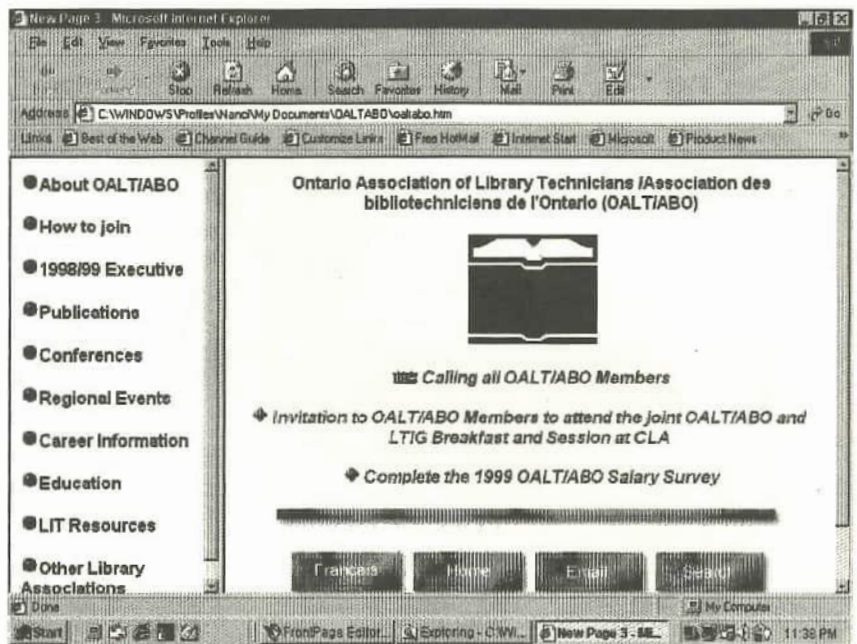 New Page 3 - Microsoft Internet Explorer
File Edit View Favorites Tools Help
Stop Refresh Home Search Favorites History Mail Print Edit
Address C:\WINDOWS\Profiles\Nanci\My Documents\OALTABO\oaltabo.htm Go
Links Best of the Web Channel Guide Customize Links Free HotMail Internet Start Microsoft Product News
About OALT/ABO
How to join
1998/99 Executive
Publications
Conferences
Regional Events
Career Information
Education
LIT Resources
Other Library
Associations
Ontario Association of Library Technicians /Association des
bibliotechniciens de l'Ontario (OALT/ABO)
Calling all OALT/ABO Members
Invitation to OALT/ABO Members to attend the joint OALT/ABO and
LTIG Breakfast and Session at CLA
Complete the 1999 OALT/ABO Salary Survey
Francais Home Email Search
Done My Computer
Start FrontPage Editor... Exploring - C:\WI... New Page 3 - Mi... 11:38 PM